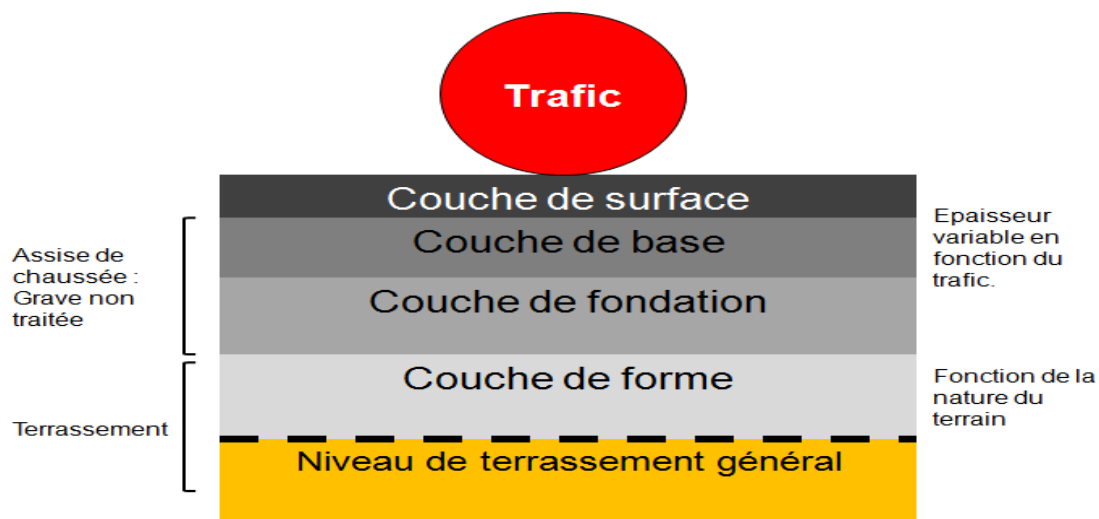 Trafic
Couche de surface
Couche de base
Couche de fondation
Couche de forme
Niveau de terrassement général
Assise de
chaussée :
Grave non
traitée
Terrassement
Epaisseur
variable en
fonction du
trafic.
Fonction de la
nature du
terrain